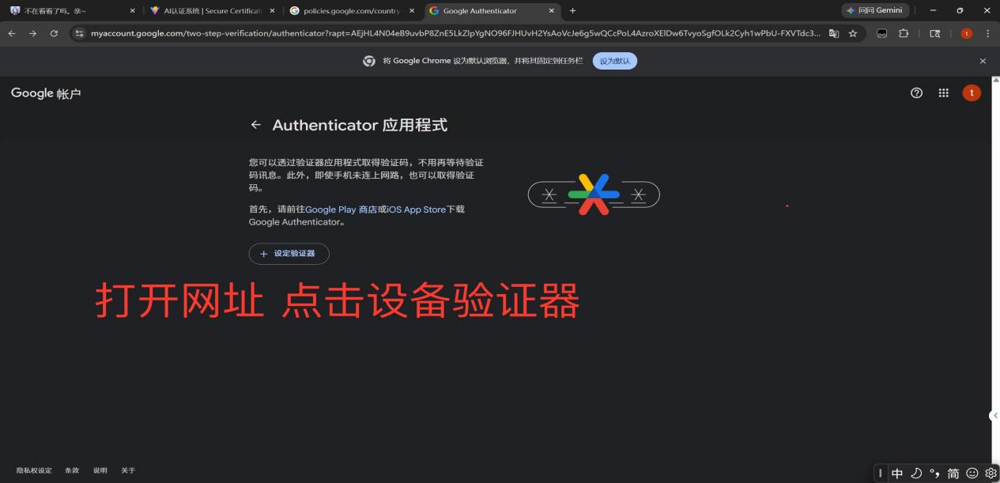 不在看看了吗。亲~
AI认证系统 | Secure Certificat
policies.google.com/country
Google Authenticator
问问 Gemini
myaccount.google.com/two-step-verification/authenticator?rapt=AEjHL4N04eB9uvbP8ZnE5LkZlpYgNO96FJHUvH2YsAoVcJe6g5wQCcPoL4AzroXElDw6TvyoSgfOLk2Cyh1wPbU-FXVTdc3...
t
将 Google Chrome 设为默认浏览器，并将其固定到任务栏
设为默认
Google 帐户
t
Authenticator 应用程式
您可以透过验证器应用程式取得验证码，不用再等待验证
码讯息。此外，即使手机未连上网路，也可以取得验证
码。
首先，请前往Google Play 商店或iOS App Store下载
Google Authenticator。
+ 设定验证器
打开网址 点击设备验证器
隐私权设定 条款 说明 关于
中 简